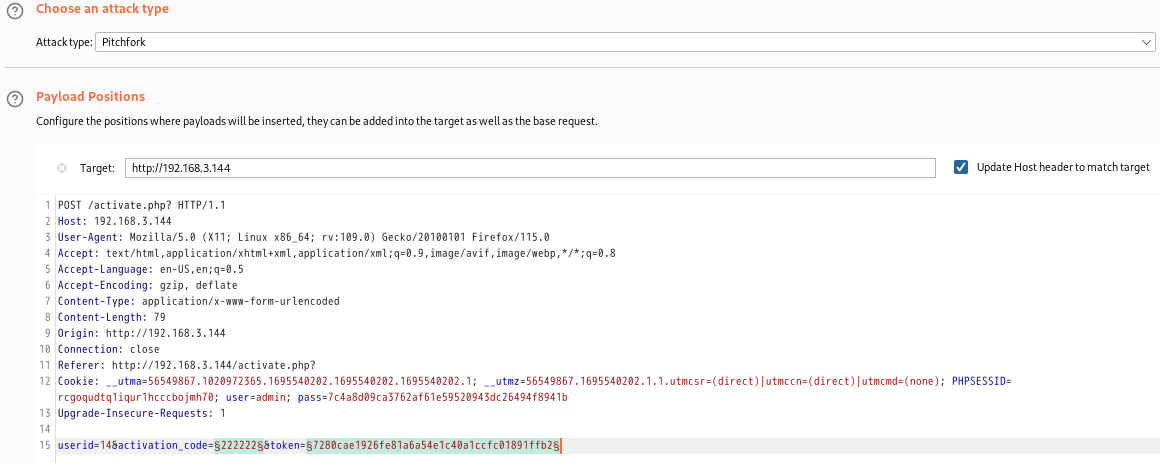 Choose an attack type
Attack type: Pitchfork
Payload Positions
Configure the positions where payloads will be inserted, they can be added into the target as well as the base request.
Target: http://192.168.3.144 Update Host header to match target
1 POST /activate.php? HTTP/1.1
2 Host: 192.168.3.144
3 User-Agent: Mozilla/5.0 (X11; Linux x86_64; rv:109.0) Gecko/20100101 Firefox/115.0
4 Accept: text/html,application/xhtml+xml,application/xml;q=0.9,image/avif,image/webp,*/*;q=0.8
5 Accept-Language: en-US,en;q=0.5
6 Accept-Encoding: gzip, deflate
7 Content-Type: application/x-www-form-urlencoded
8 Content-Length: 79
9 Origin: http://192.168.3.144
10 Connection: close
11 Referer: http://192.168.3.144/activate.php?
12 Cookie: __utma=56549867.1020972365.1695540202.1695540202.1695540202.1; __utmz=56549867.1695540202.1.1.utmcsr=(direct)|utmccn=(direct)|utmcmd=(none); PHPSESSID=
rcgoqudtq1iqur1hcccbojmh70; user=admin; pass=7c4a8d09ca3762af61e59520943dc26494f8941b
13 Upgrade-Insecure-Requests: 1
14
15 userid=14&activation_code=§222222§&token=§7280cae1926fe81a6a54e1c40a1ccfc01891ffb2§